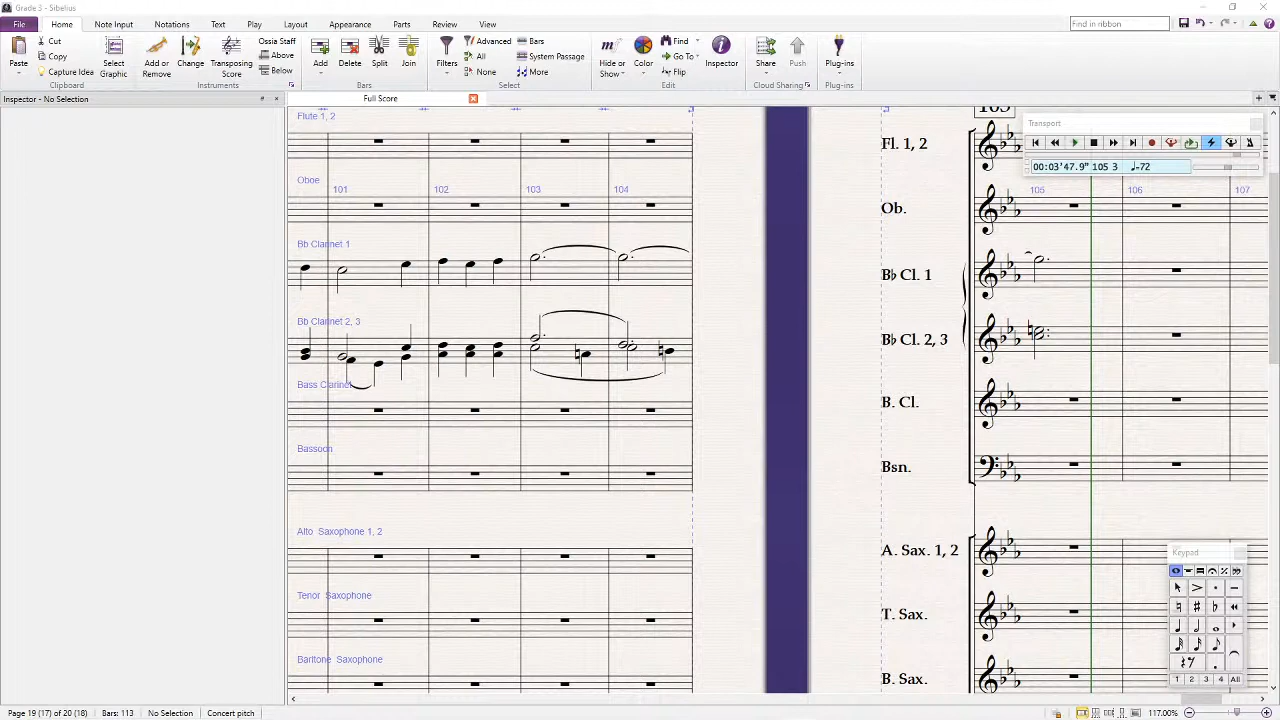 Grade 3 - Sibelius
File Home Note Input Notations Text Play Layout Appearance Parts Review View
Find in ribbon
Paste
Cut
Copy
Capture Idea
Clipboard
Select Graphic
Add or Remove
Change
Transposing Score
Ossia Staff
Above
Below
Instruments
Add
Delete
Split
Join
Bars
Filters
Advanced
All
None
Bars
System Passage
More
Select
Hide or Show
Color
Find
Go To
Flip
Edit
Inspector
Share
Push
Cloud Sharing
Plug-ins
Plug-ins
Inspector - No Selection
Full Score
Flute 1, 2
Oboe
101 102 103 104
Bb Clarinet 1
Bb Clarinet 2, 3
Bass Clarinet
Bassoon
Alto Saxophone 1, 2
Tenor Saxophone
Baritone Saxophone
105
Fl. 1, 2
Transport
00:03'47.9" 105 3 ♩=72
105 106 107
Ob.
B♭ Cl. 1
B♭ Cl. 2, 3
B. Cl.
Bsn.
A. Sax. 1, 2
T. Sax.
B. Sax.
Keypad
1 2 3 4 All
Page 19 (17) of 20 (18) Bars: 113 No Selection Concert pitch
117.00%